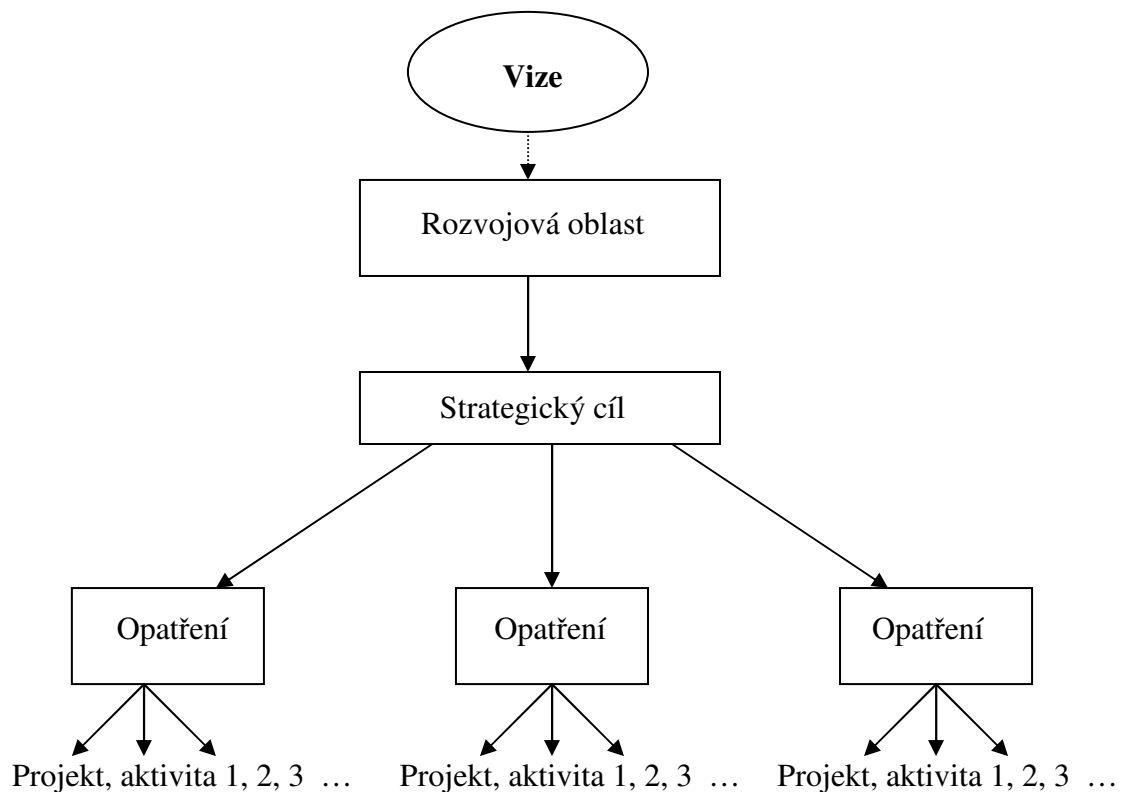 Vize
Rozvojová oblast
Strategický cíl
Opatření
Opatření
Opatření
Projekt, aktivita 1, 2, 3 …
Projekt, aktivita 1, 2, 3 …
Projekt, aktivita 1, 2, 3 …